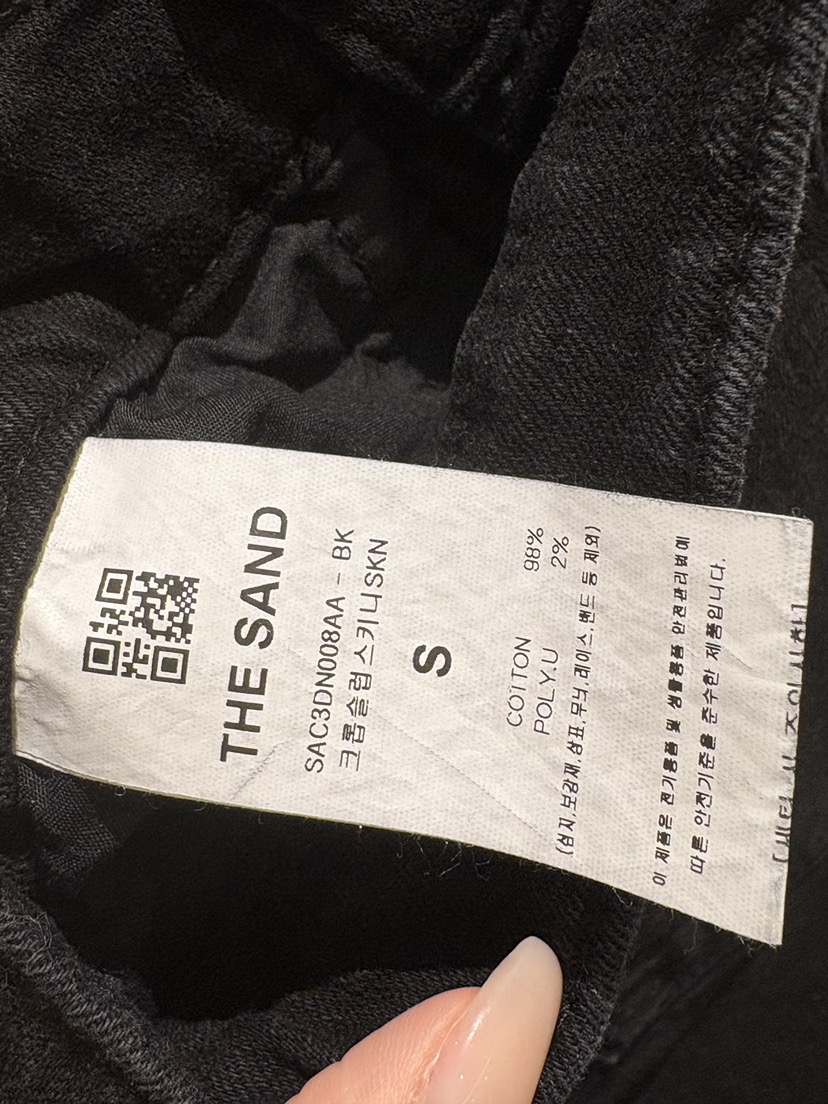 THE SAND
SAC3DN008AA - BK
크롭슬럽스키니SKN
S
COTTON 98%
POLY.U 2%
(심지,보강재,상표,무늬,레이스,밴드 등 제외)
이 제품은 전기용품 및 생활용품 안전관리법에
따른 안전기준을 준수한 제품입니다.